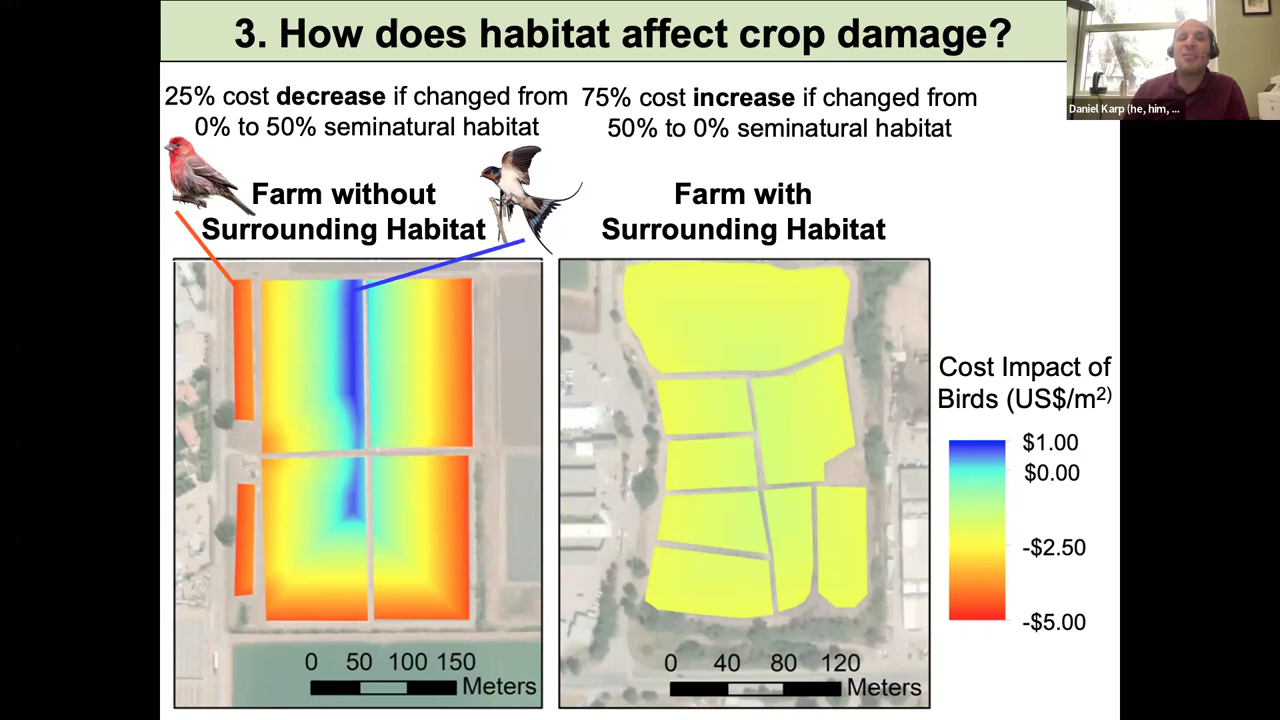 3. How does habitat affect crop damage?
Daniel Karp (he, him, ...
25% cost decrease if changed from
0% to 50% seminatural habitat
75% cost increase if changed from
50% to 0% seminatural habitat
Farm without
Surrounding Habitat
Farm with
Surrounding Habitat
0 50 100 150
Meters
0 40 80 120
Meters
Cost Impact of
Birds (US$/m²)
$1.00
$0.00
-$2.50
-$5.00